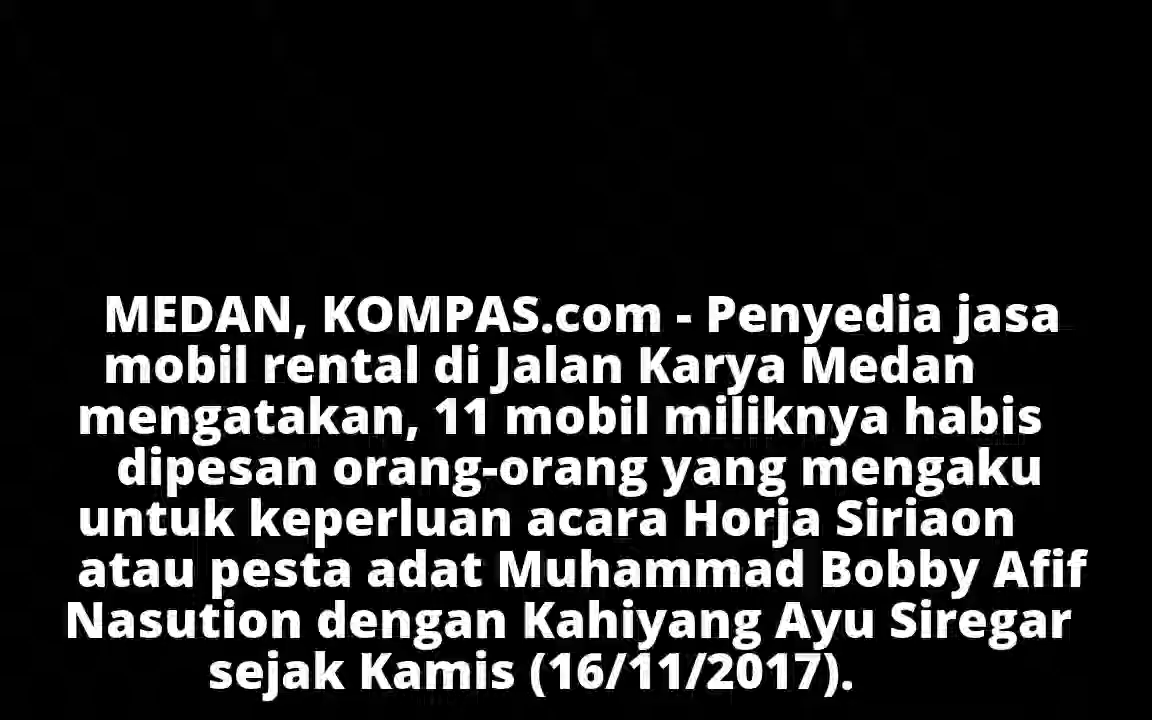 MEDAN, KOMPAS.com - Penyedia jasa
mobil rental di Jalan Karya Medan
mengatakan, 11 mobil miliknya habis
dipesan orang-orang yang mengaku
untuk keperluan acara Horja Siriaon
atau pesta adat Muhammad Bobby Afif
Nasution dengan Kahiyang Ayu Siregar
sejak Kamis (16/11/2017).